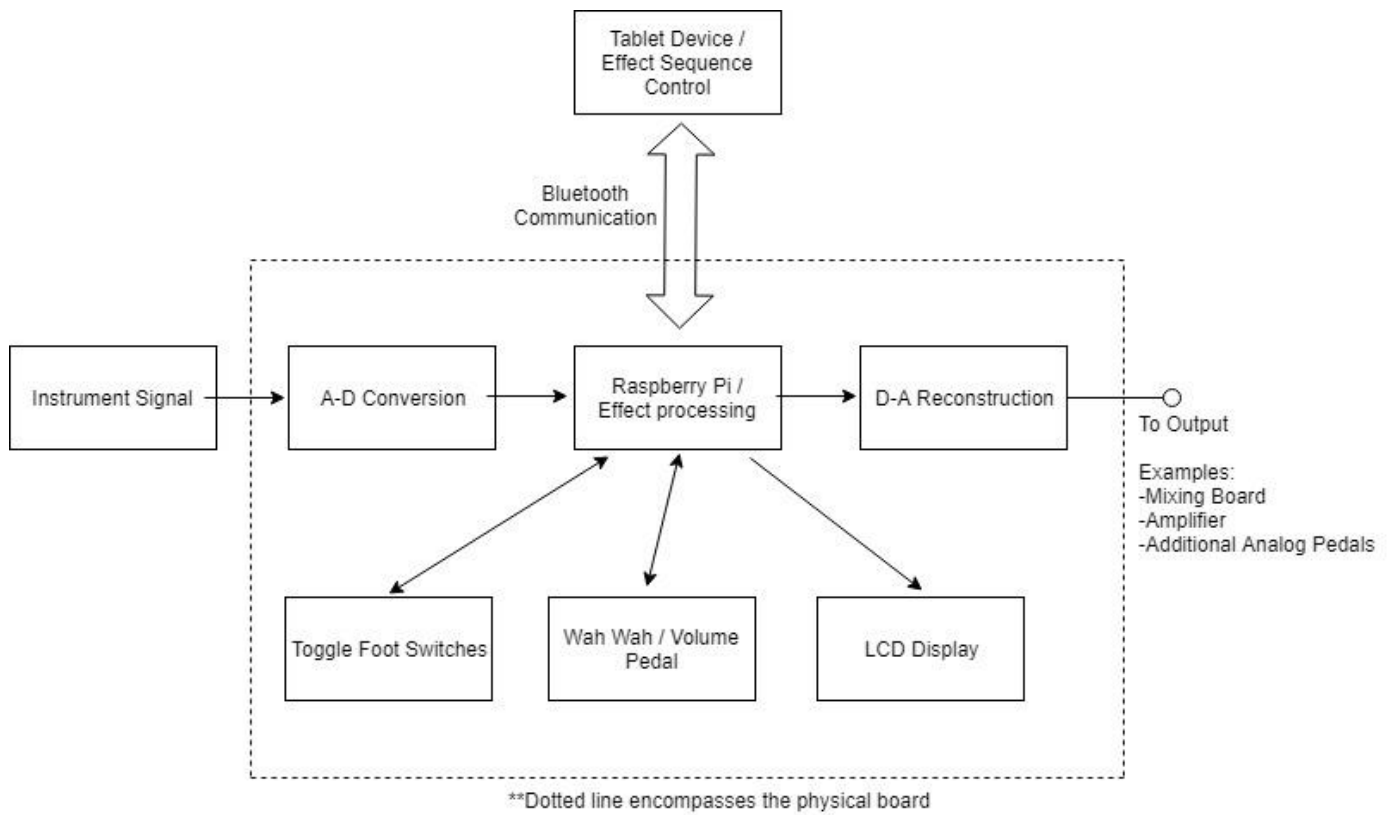 Tablet Device /
Effect Sequence
Control
Bluetooth
Communication
Instrument Signal
A-D Conversion
Raspberry Pi /
Effect processing
D-A Reconstruction
To Output
Examples:
-Mixing Board
-Amplifier
-Additional Analog Pedals
Toggle Foot Switches
Wah Wah / Volume
Pedal
LCD Display
**Dotted line encompasses the physical board